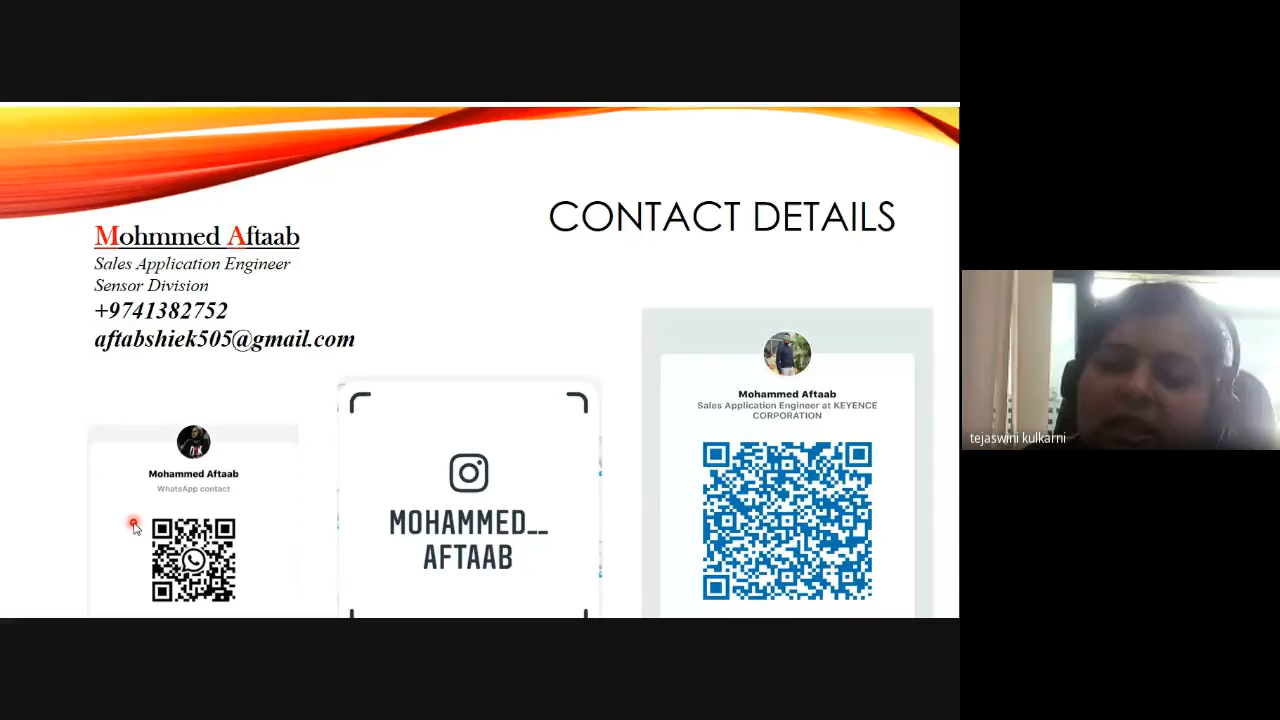 CONTACT DETAILS
Mohmmed Aftaab
Sales Application Engineer
Sensor Division
+9741382752
aftabshiek505@gmail.com
Mohammed Aftaab
WhatsApp contact
MOHAMMED__
AFTAAB
Mohammed Aftaab
Sales Application Engineer at KEYENCE
CORPORATION
tejaswini kulkarni